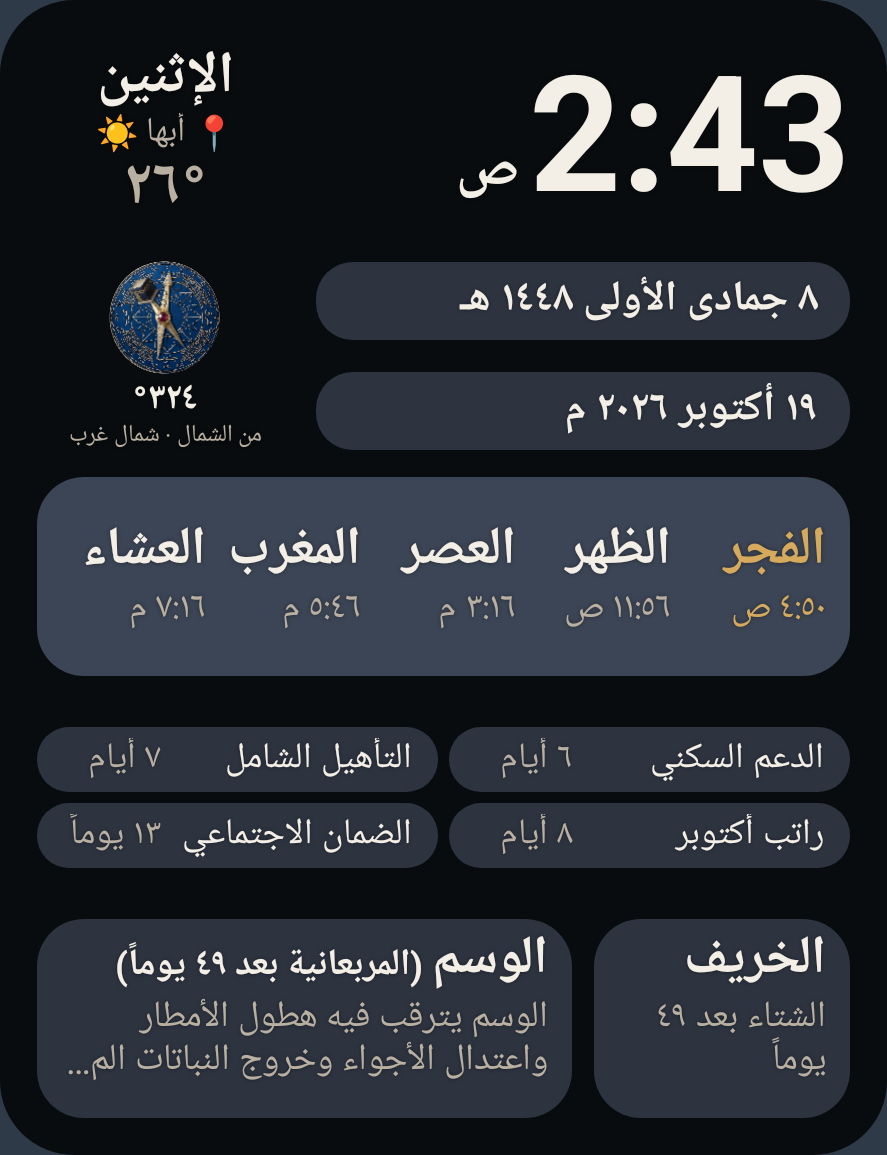 2:43 ص
الإثنين
أبها
٢٦°
٨ جمادى الأولى ١٤٤٨ هـ
١٩ أكتوبر ٢٠٢٦ م
٣٢٤°
من الشمال · شمال غرب
الفجر الظهر العصر المغرب العشاء
٤:٥٠ ص ١١:٥٦ ص ٣:١٦ م ٥:٤٦ م ٧:١٦ م
الدعم السكني ٦ أيام
التأهيل الشامل ٧ أيام
راتب أكتوبر ٨ أيام
الضمان الاجتماعي ١٣ يوماً
الخريف
الشتاء بعد ٤٩
يوماً
الوسم (المربعانية بعد ٤٩ يوماً)
الوسم يترقب فيه هطول الأمطار
واعتدال الأجواء وخروج النباتات الم...